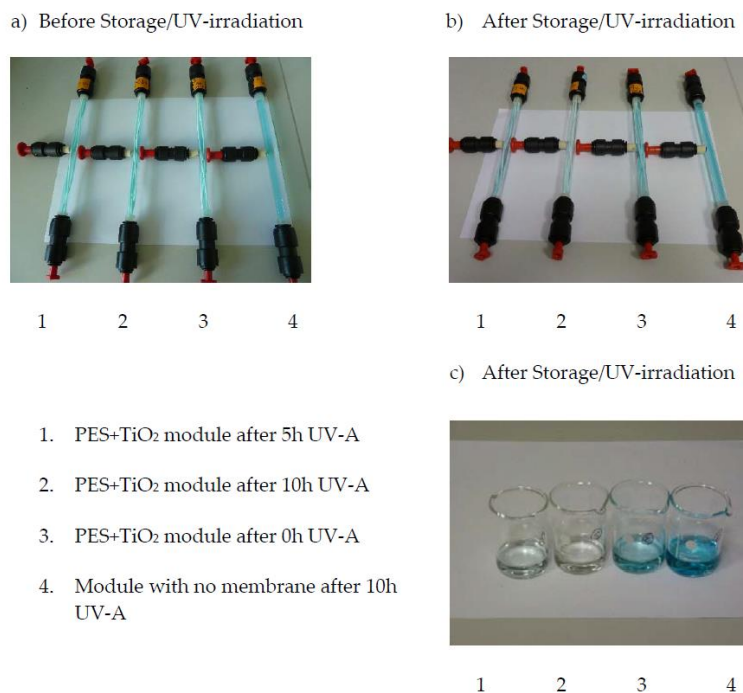 a) Before Storage/UV-irradiation
b) After Storage/UV-irradiation
1 2 3 4
1 2 3 4
c) After Storage/UV-irradiation
1. PES+TiO₂ module after 5h UV-A
2. PES+TiO₂ module after 10h UV-A
3. PES+TiO₂ module after 0h UV-A
4. Module with no membrane after 10h
UV-A
1 2 3 4